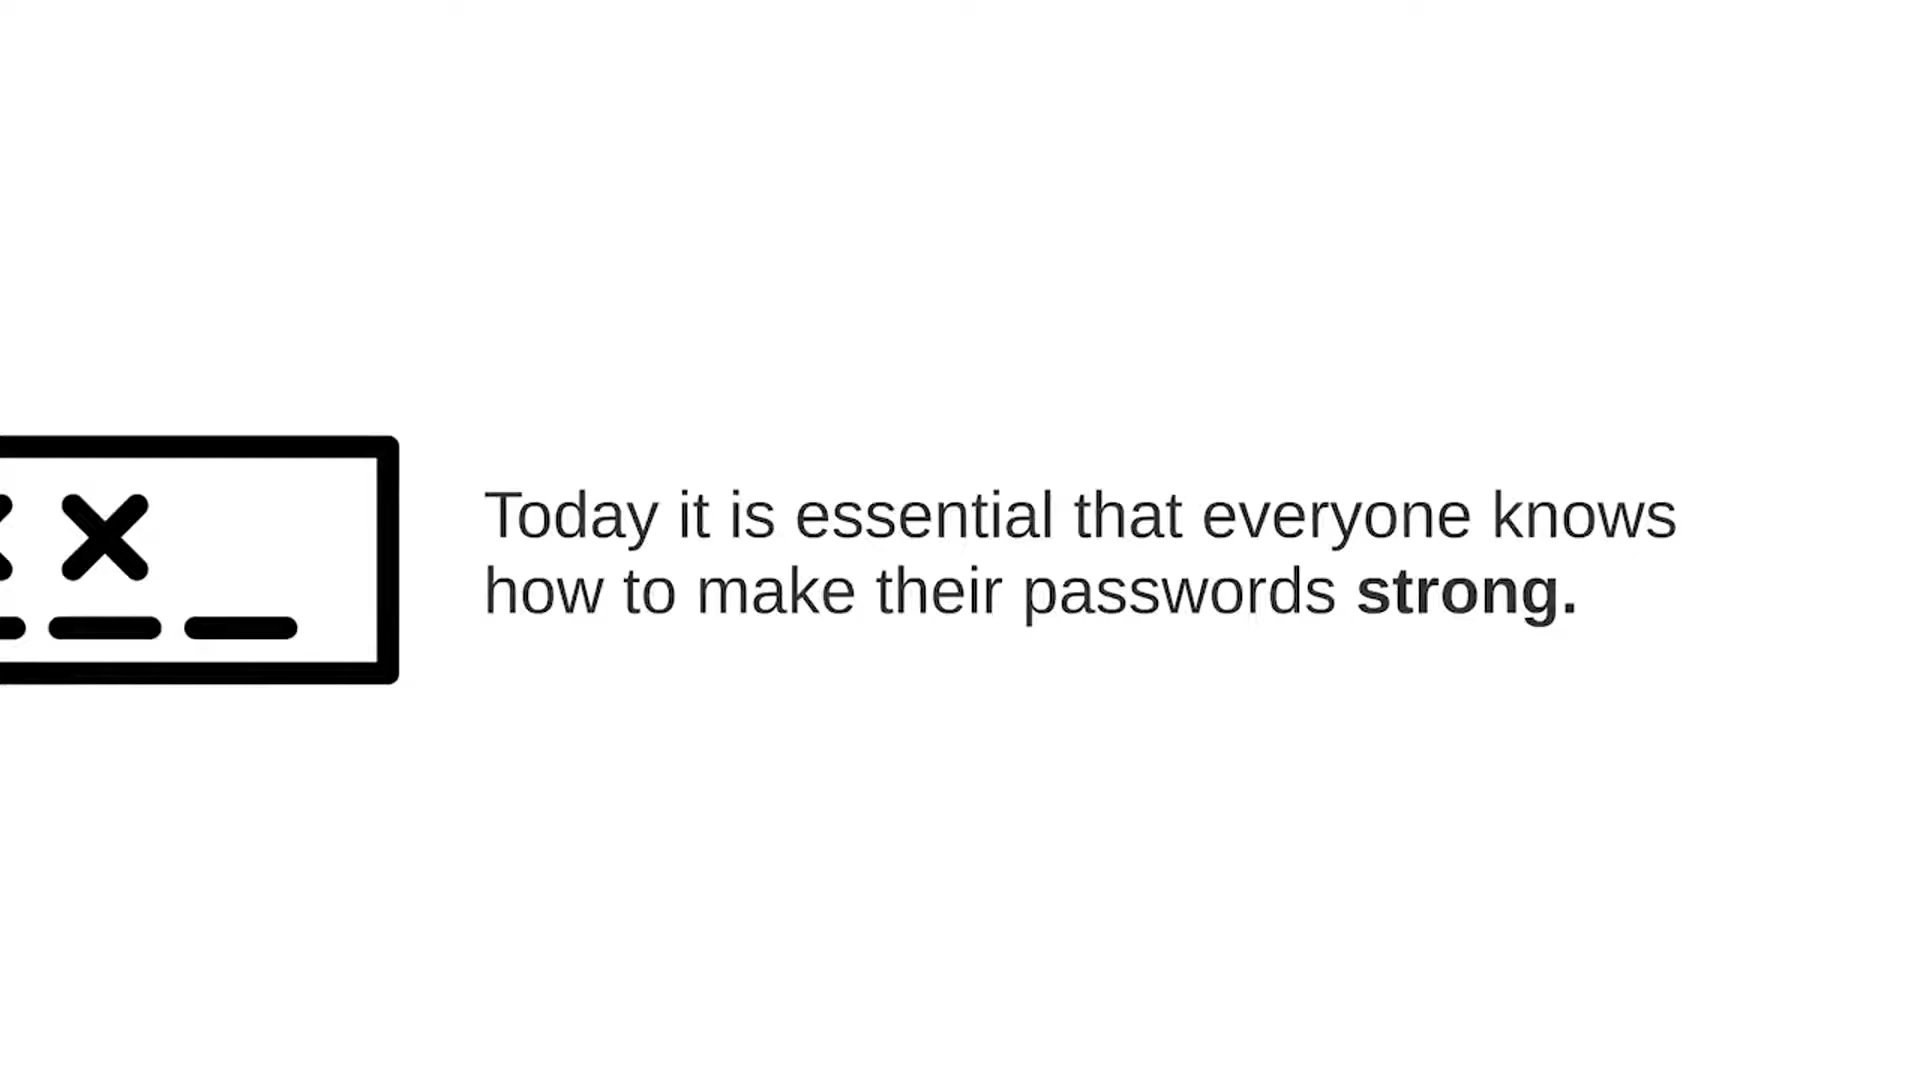 Today it is essential that everyone knows
how to make their passwords strong.